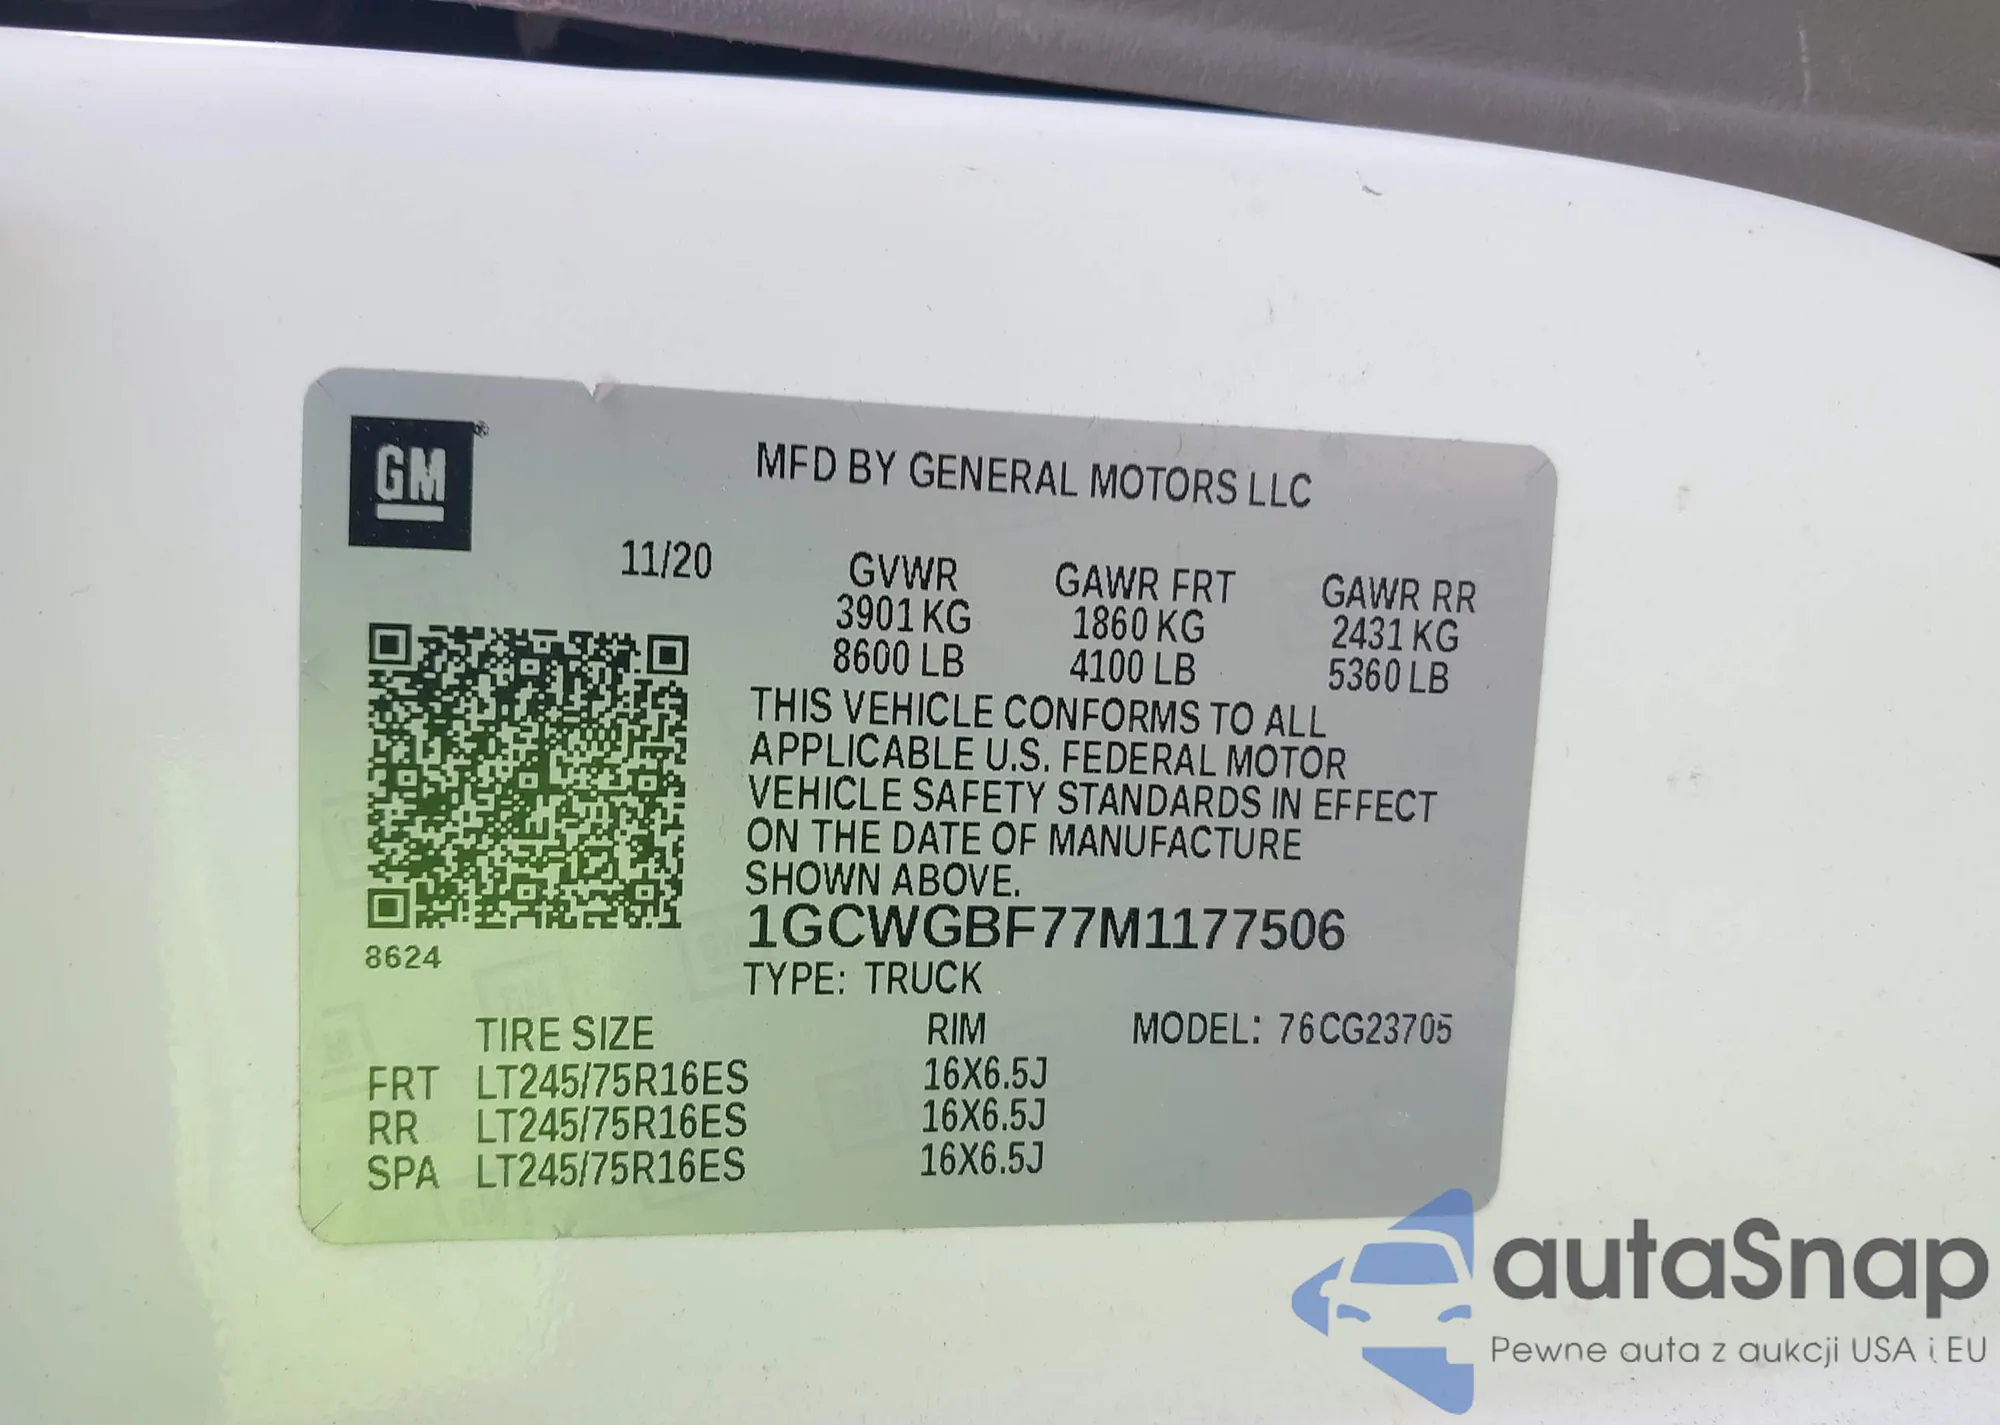 GM
MFD BY GENERAL MOTORS LLC
11/20
GVWR GAWR FRT GAWR RR
3901 KG 1860 KG 2431 KG
8600 LB 4100 LB 5360 LB
THIS VEHICLE CONFORMS TO ALL
APPLICABLE U.S. FEDERAL MOTOR
VEHICLE SAFETY STANDARDS IN EFFECT
ON THE DATE OF MANUFACTURE
SHOWN ABOVE.
1GCWGBF77M1177506
8624
TYPE: TRUCK
TIRE SIZE RIM MODEL: 76CG23705
FRT LT245/75R16ES 16X6.5J
RR LT245/75R16ES 16X6.5J
SPA LT245/75R16ES 16X6.5J
autaSnap
Pewne auta z aukcji USA i EU